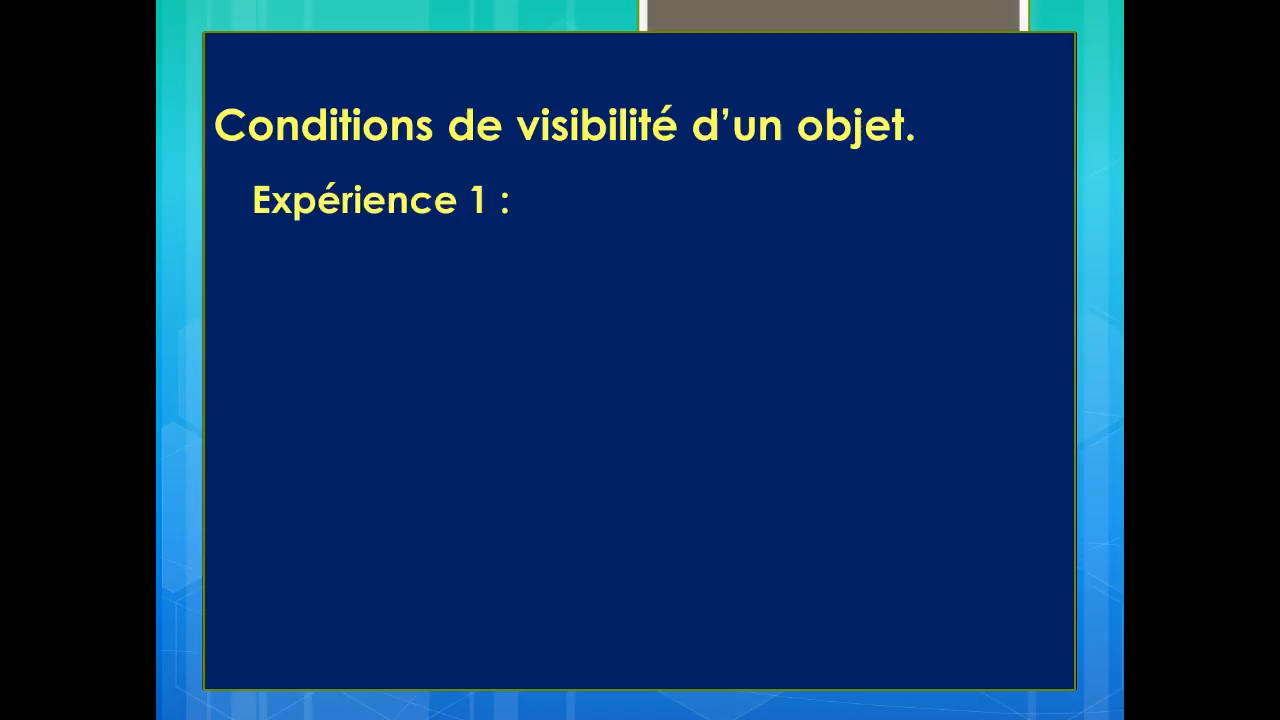 Conditions de visibilité d’un objet.
Expérience 1 :